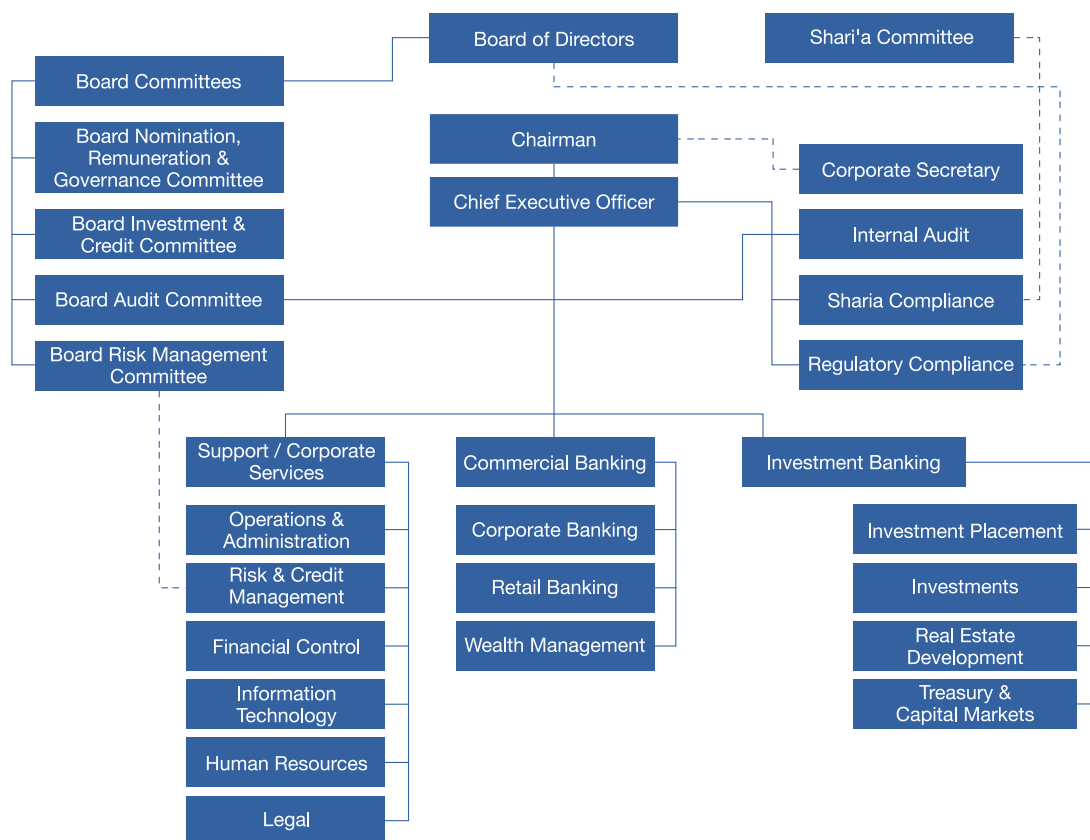 Board of Directors
Shari'a Committee
Board Committees
Board Nomination,
Remuneration &
Governance Committee
Chairman
Corporate Secretary
Chief Executive Officer
Board Investment &
Credit Committee
Internal Audit
Board Audit Committee
Sharia Compliance
Board Risk Management
Committee
Regulatory Compliance
Support / Corporate
Services
Commercial Banking
Investment Banking
Operations &
Administration
Corporate Banking
Investment Placement
Risk & Credit
Management
Retail Banking
Investments
Financial Control
Wealth Management
Real Estate
Development
Information
Technology
Treasury &
Capital Markets
Human Resources
Legal